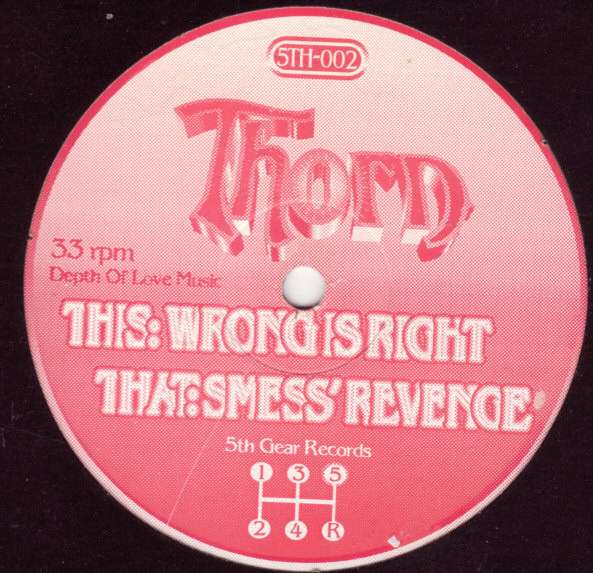 5TH-002
Thorn
33 rpm
Depth Of Love Music
THIS: WRONG IS RIGHT
THAT: SMESS' REVENGE
5th Gear Records
1 3 5
2 4 R